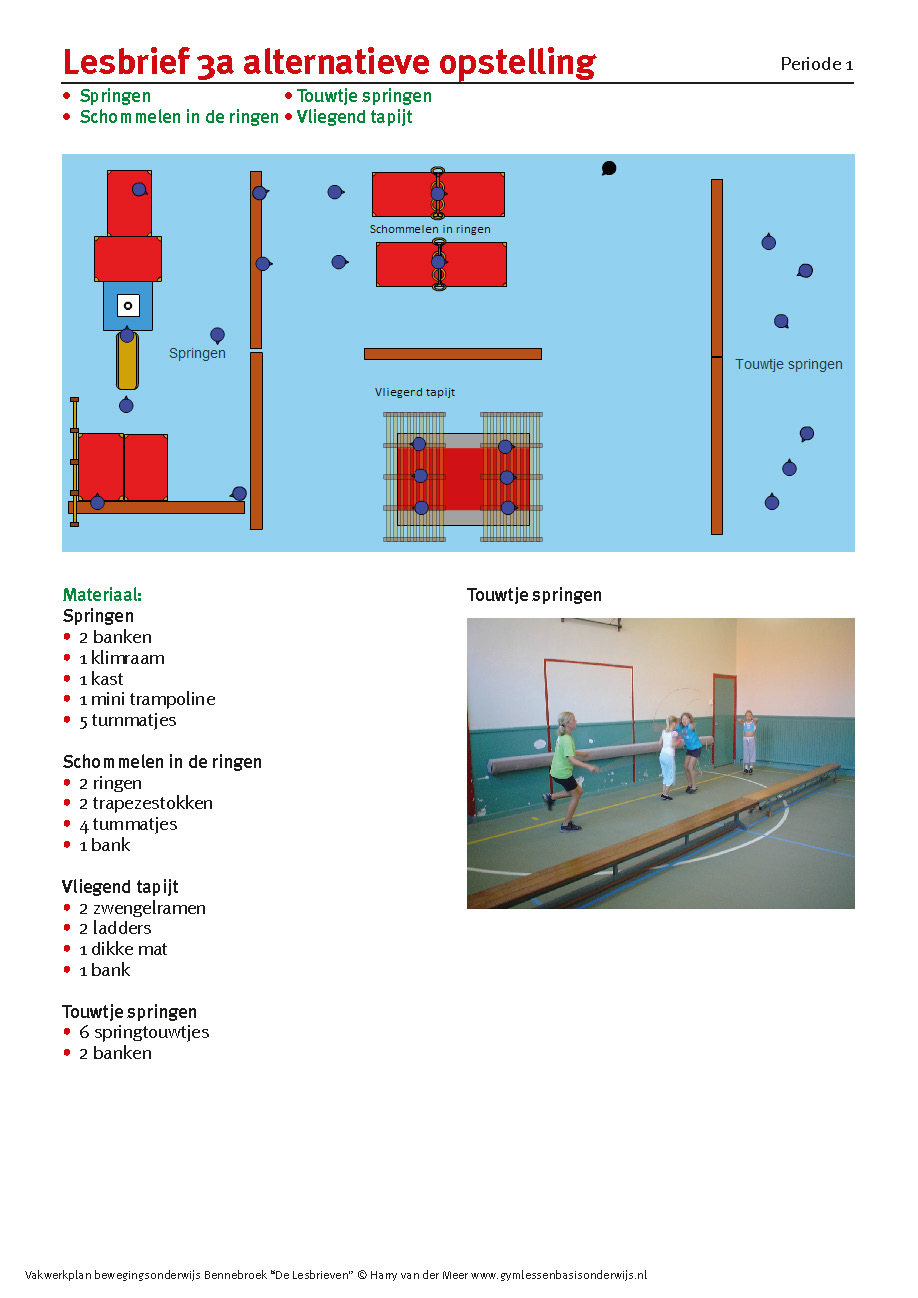 Lesbrief 3a alternatieve opstelling
Periode 1
• Springen
• Touwtje springen
• Schommelen in de ringen
• Vliegend tapijt
Schommelen in ringen
Springen
Touwtje springen
Vliegend tapijt
Materiaal:
Springen
• 2 banken
• 1 klimraam
• 1 kast
• 1 mini trampoline
• 5 turnmatjes
Schommelen in de ringen
• 2 ringen
• 2 trapezestokken
• 4 turnmatjes
• 1 bank
Vliegend tapijt
• 2 zwengelramen
• 2 ladders
• 1 dikke mat
• 1 bank
Touwtje springen
• 6 springtouwtjes
• 2 banken
Touwtje springen
Vakwerkplan bewegingsonderwijs Bennebroek “De Lesbrieven” © Harry van der Meer www.gymlessenbasisonderwijs.nl